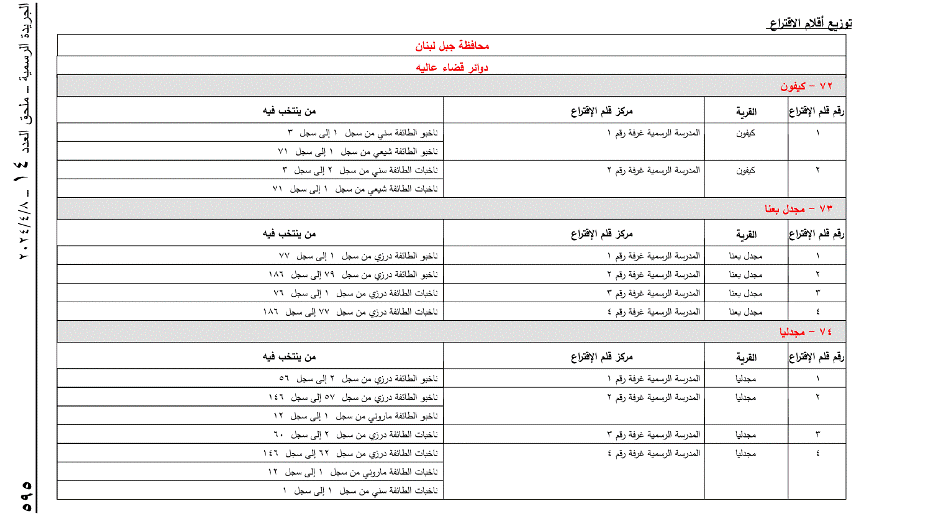 توزيع أقلام الاقتراع
محافظة جبل لبنان
دوائر قضاء عاليه
٧٢ - كيفون
رقم قلم الإقتراع القرية مركز قلم الإقتراع من ينتخب فيه
١ كيفون المدرسة الرسمية غرفة رقم ١ ناخبو الطائفة سني من سجل ١ إلى سجل ٣
ناخبو الطائفة شيعي من سجل ١ إلى سجل ٧١
٢ كيفون المدرسة الرسمية غرفة رقم ٢ ناخبات الطائفة سني من سجل ٢ إلى سجل ٣
ناخبات الطائفة شيعي من سجل ١ إلى سجل ٧١
٧٣ - مجدل بعنا
رقم قلم الإقتراع القرية مركز قلم الإقتراع من ينتخب فيه
١ مجدل بعنا المدرسة الرسمية غرفة رقم ١ ناخبو الطائفة درزي من سجل ١ إلى سجل ٧٧
٢ مجدل بعنا المدرسة الرسمية غرفة رقم ٢ ناخبو الطائفة درزي من سجل ٧٩ إلى سجل ١٨٦
٣ مجدل بعنا المدرسة الرسمية غرفة رقم ٣ ناخبات الطائفة درزي من سجل ١ إلى سجل ٧٦
٤ مجدل بعنا المدرسة الرسمية غرفة رقم ٤ ناخبات الطائفة درزي من سجل ٧٧ إلى سجل ١٨٦
٧٤ - مجدليا
رقم قلم الإقتراع القرية مركز قلم الإقتراع من ينتخب فيه
١ مجدليا المدرسة الرسمية غرفة رقم ١ ناخبو الطائفة درزي من سجل ٢ إلى سجل ٥٦
٢ مجدليا المدرسة الرسمية غرفة رقم ٢ ناخبو الطائفة درزي من سجل ٥٧ إلى سجل ١٤٦
ناخبو الطائفة ماروني من سجل ١ إلى سجل ١٢
٣ مجدليا المدرسة الرسمية غرفة رقم ٣ ناخبات الطائفة درزي من سجل ٢ إلى سجل ٦٠
٤ مجدليا المدرسة الرسمية غرفة رقم ٤ ناخبات الطائفة درزي من سجل ٦٢ إلى سجل ١٤٦
ناخبات الطائفة ماروني من سجل ١ إلى سجل ١٢
ناخبات الطائفة سني من سجل ١ إلى سجل ١
الجريدة الرسمية – ملحق العدد ١٤ – ٢٠٢٤/٤/٨
٥٩٥